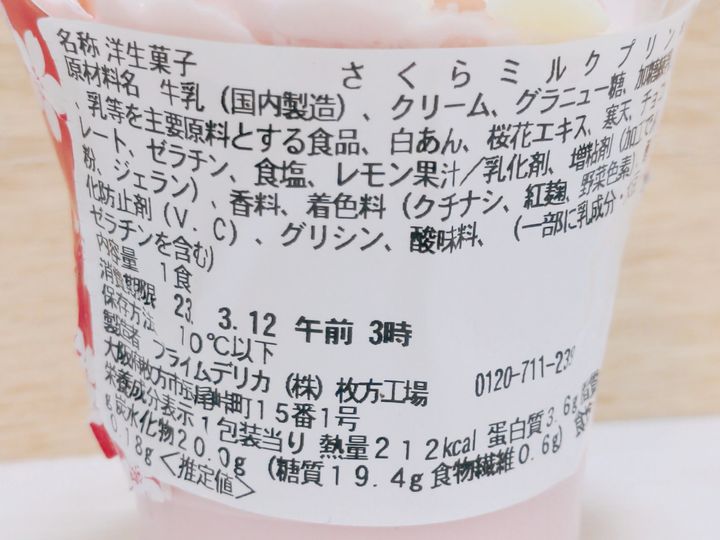 名称 洋生菓子 さくらミルクプリン
原材料名 牛乳(国内製造)、クリーム、グラニュー糖、加糖
、乳等を主要原料とする食品、白あん、桜花エキス、寒天、チョコ
レート、ゼラチン、食塩、レモン果汁/乳化剤、増粘剤(加工で
粉、ジェラン)、香料、着色料(クチナシ、紅麹、野菜色素)、
化防止剤(V.C)、グリシン、酸味料、(一部に乳成分・
ゼラチンを含む)
内容量 1食
消費期限 23. 3.12 午前 3時
保存方法 10℃以下
製造者 プライムデリカ(株)枚方工場 0120-711-23
大阪府枚方市長尾峠町15番1号
栄養成分表示 1包装当り 熱量212kcal 蛋白質3.6g
g 炭水化物20.0g (糖質19.4g 食物繊維0.6g) 食
0.18g<推定値>